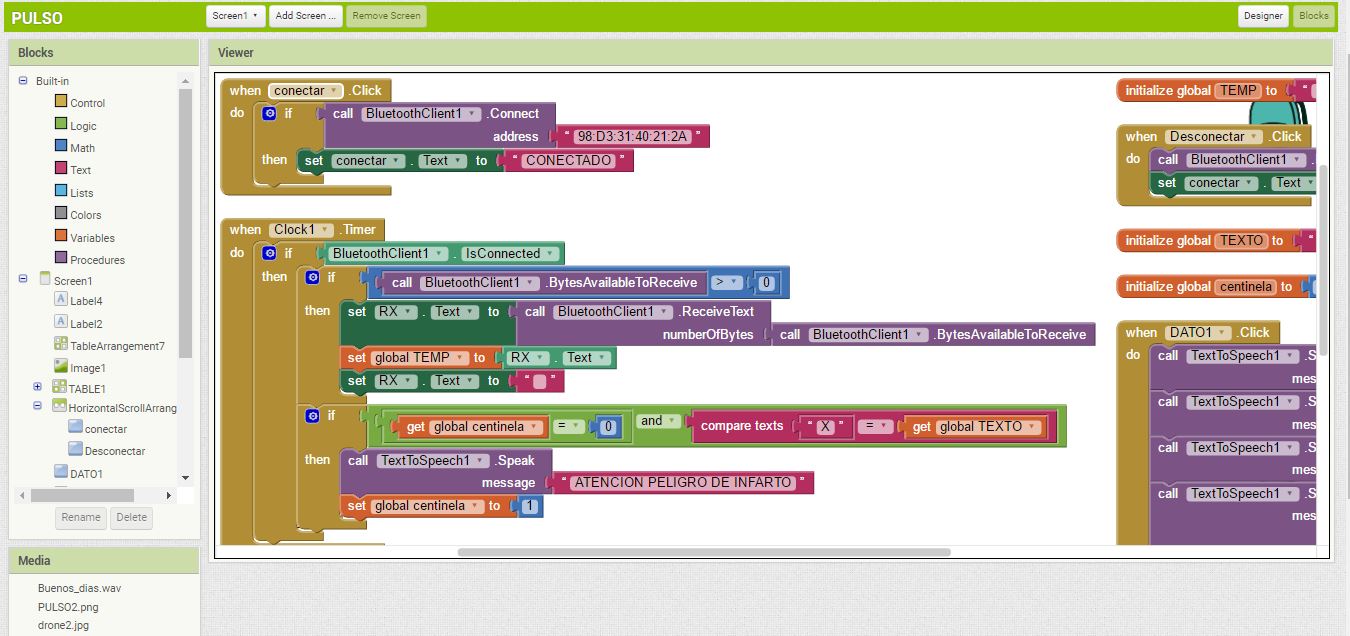 PULSO
Screen1
Add Screen ...
Remove Screen
Designer
Blocks
Blocks
Built-in
Control
Logic
Math
Text
Lists
Colors
Variables
Procedures
Screen1
Label4
Label2
TableArrangement7
Image1
TABLE1
HorizontalScrollArrang
conectar
Desconectar
DATO1
Rename
Delete
Media
Buenos_dias.wav
PULSO2.png
drone2.jpg
Viewer
when conectar .Click
do if call BluetoothClient1 .Connect
address " 98:D3:31:40:21:2A "
then set conectar . Text to " CONECTADO "
when Clock1 .Timer
do if BluetoothClient1 . IsConnected
then if call BluetoothClient1 .BytesAvailableToReceive > 0
then set RX . Text to call BluetoothClient1 .ReceiveText
numberOfBytes call BluetoothClient1 .BytesAvailableToReceive
set global TEMP to RX . Text
set RX . Text to " "
if get global centinela = 0 and compare texts " X " = get global TEXTO
then call TextToSpeech1 .Speak
message " ATENCION PELIGRO DE INFARTO "
set global centinela to 1
initialize global TEMP to "
when Desconectar .Click
do call BluetoothClient1 .
set conectar . Text
initialize global TEXTO to "
initialize global centinela to
when DATO1 .Click
do call TextToSpeech1 .S
mes
call TextToSpeech1 .S
mes
call TextToSpeech1 .S
mes
call TextToSpeech1 .S
mes